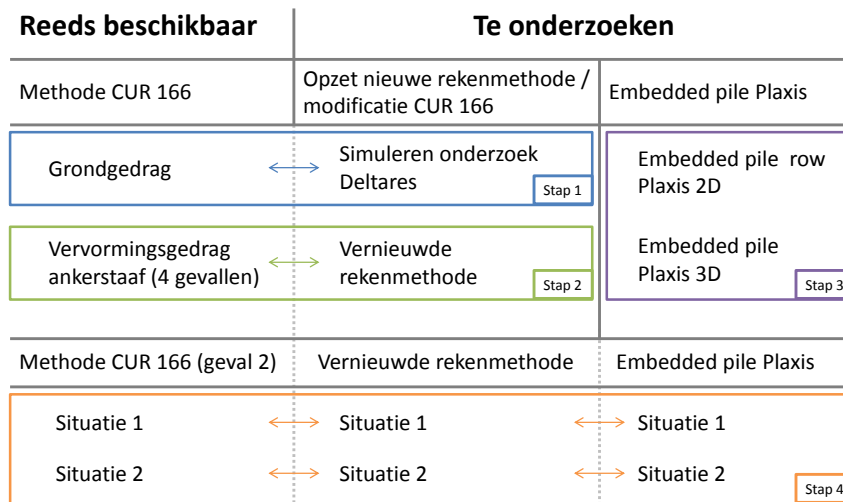 Reeds beschikbaar
Te onderzoeken
Methode CUR 166
Opzet nieuwe rekenmethode /
modificatie CUR 166
Embedded pile Plaxis
Grondgedrag
Simuleren onderzoek
Deltares
Stap 1
Embedded pile row
Plaxis 2D
Vervormingsgedrag
ankerstaaf (4 gevallen)
Vernieuwde
rekenmethode
Stap 2
Embedded pile
Plaxis 3D
Stap 3
Methode CUR 166 (geval 2)
Vernieuwde rekenmethode
Embedded pile Plaxis
Situatie 1
Situatie 1
Situatie 1
Situatie 2
Situatie 2
Situatie 2
Stap 4